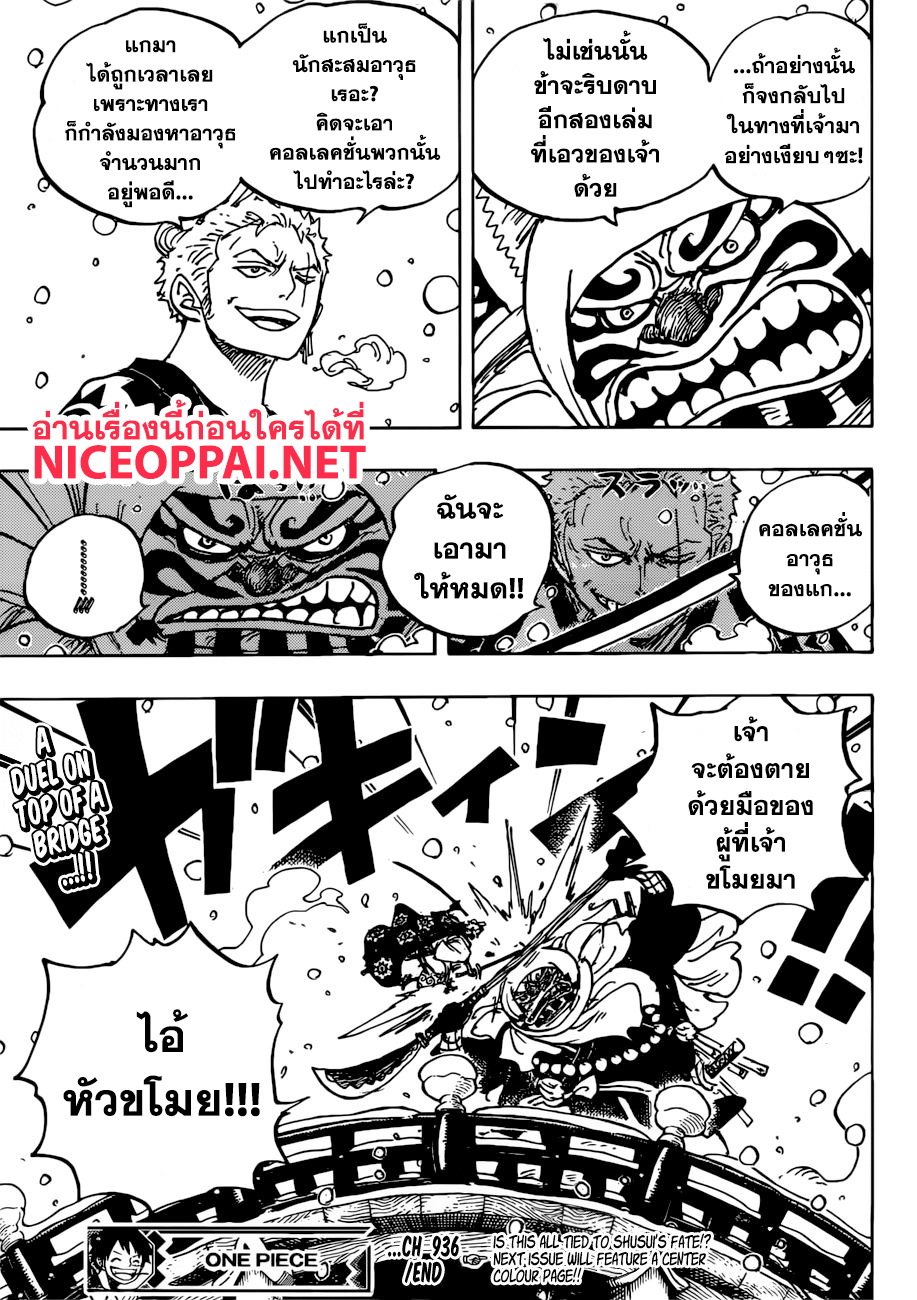 ...ถ้าอย่างนั้น
ก็จงกลับไป
ในทางที่เจ้ามา
อย่างเงียบๆซะ!
ไม่เช่นนั้น
ข้าจะริบดาบ
อีกสองเล่ม
ที่เอวของเจ้า
ด้วย
แกเป็น
นักสะสมอาวุธ
เรอะ?
คิดจะเอา
คอลเลคชั่นพวกนั้น
ไปทำอะไรล่ะ?
แกมา
ได้ถูกเวลาเลย
เพราะทางเรา
ก็กำลังมองหาอาวุธ
จำนวนมาก
อยู่พอดี...
อ่านเรื่องนี้ก่อนใครได้ที่
NICEOPPAI.NET
スラッ
คอลเลคชั่น
อาวุธ
ของแก...
ฉันจะ
เอามา
ให้หมด!!
เจ้า
จะต้องตาย
ด้วยมือของ
ผู้ที่เจ้า
ขโมยมา
ガキィン!!
A
DUEL ON
TOP OF A
BRIDGE
...!!!
ไอ้
หัวขโมย!!!
ONE PIECE
...CH_936
/END
IS THIS ALL TIED TO SHUSUI'S FATE!?
NEXT ISSUE WILL FEATURE A CENTER
COLOUR PAGE!!